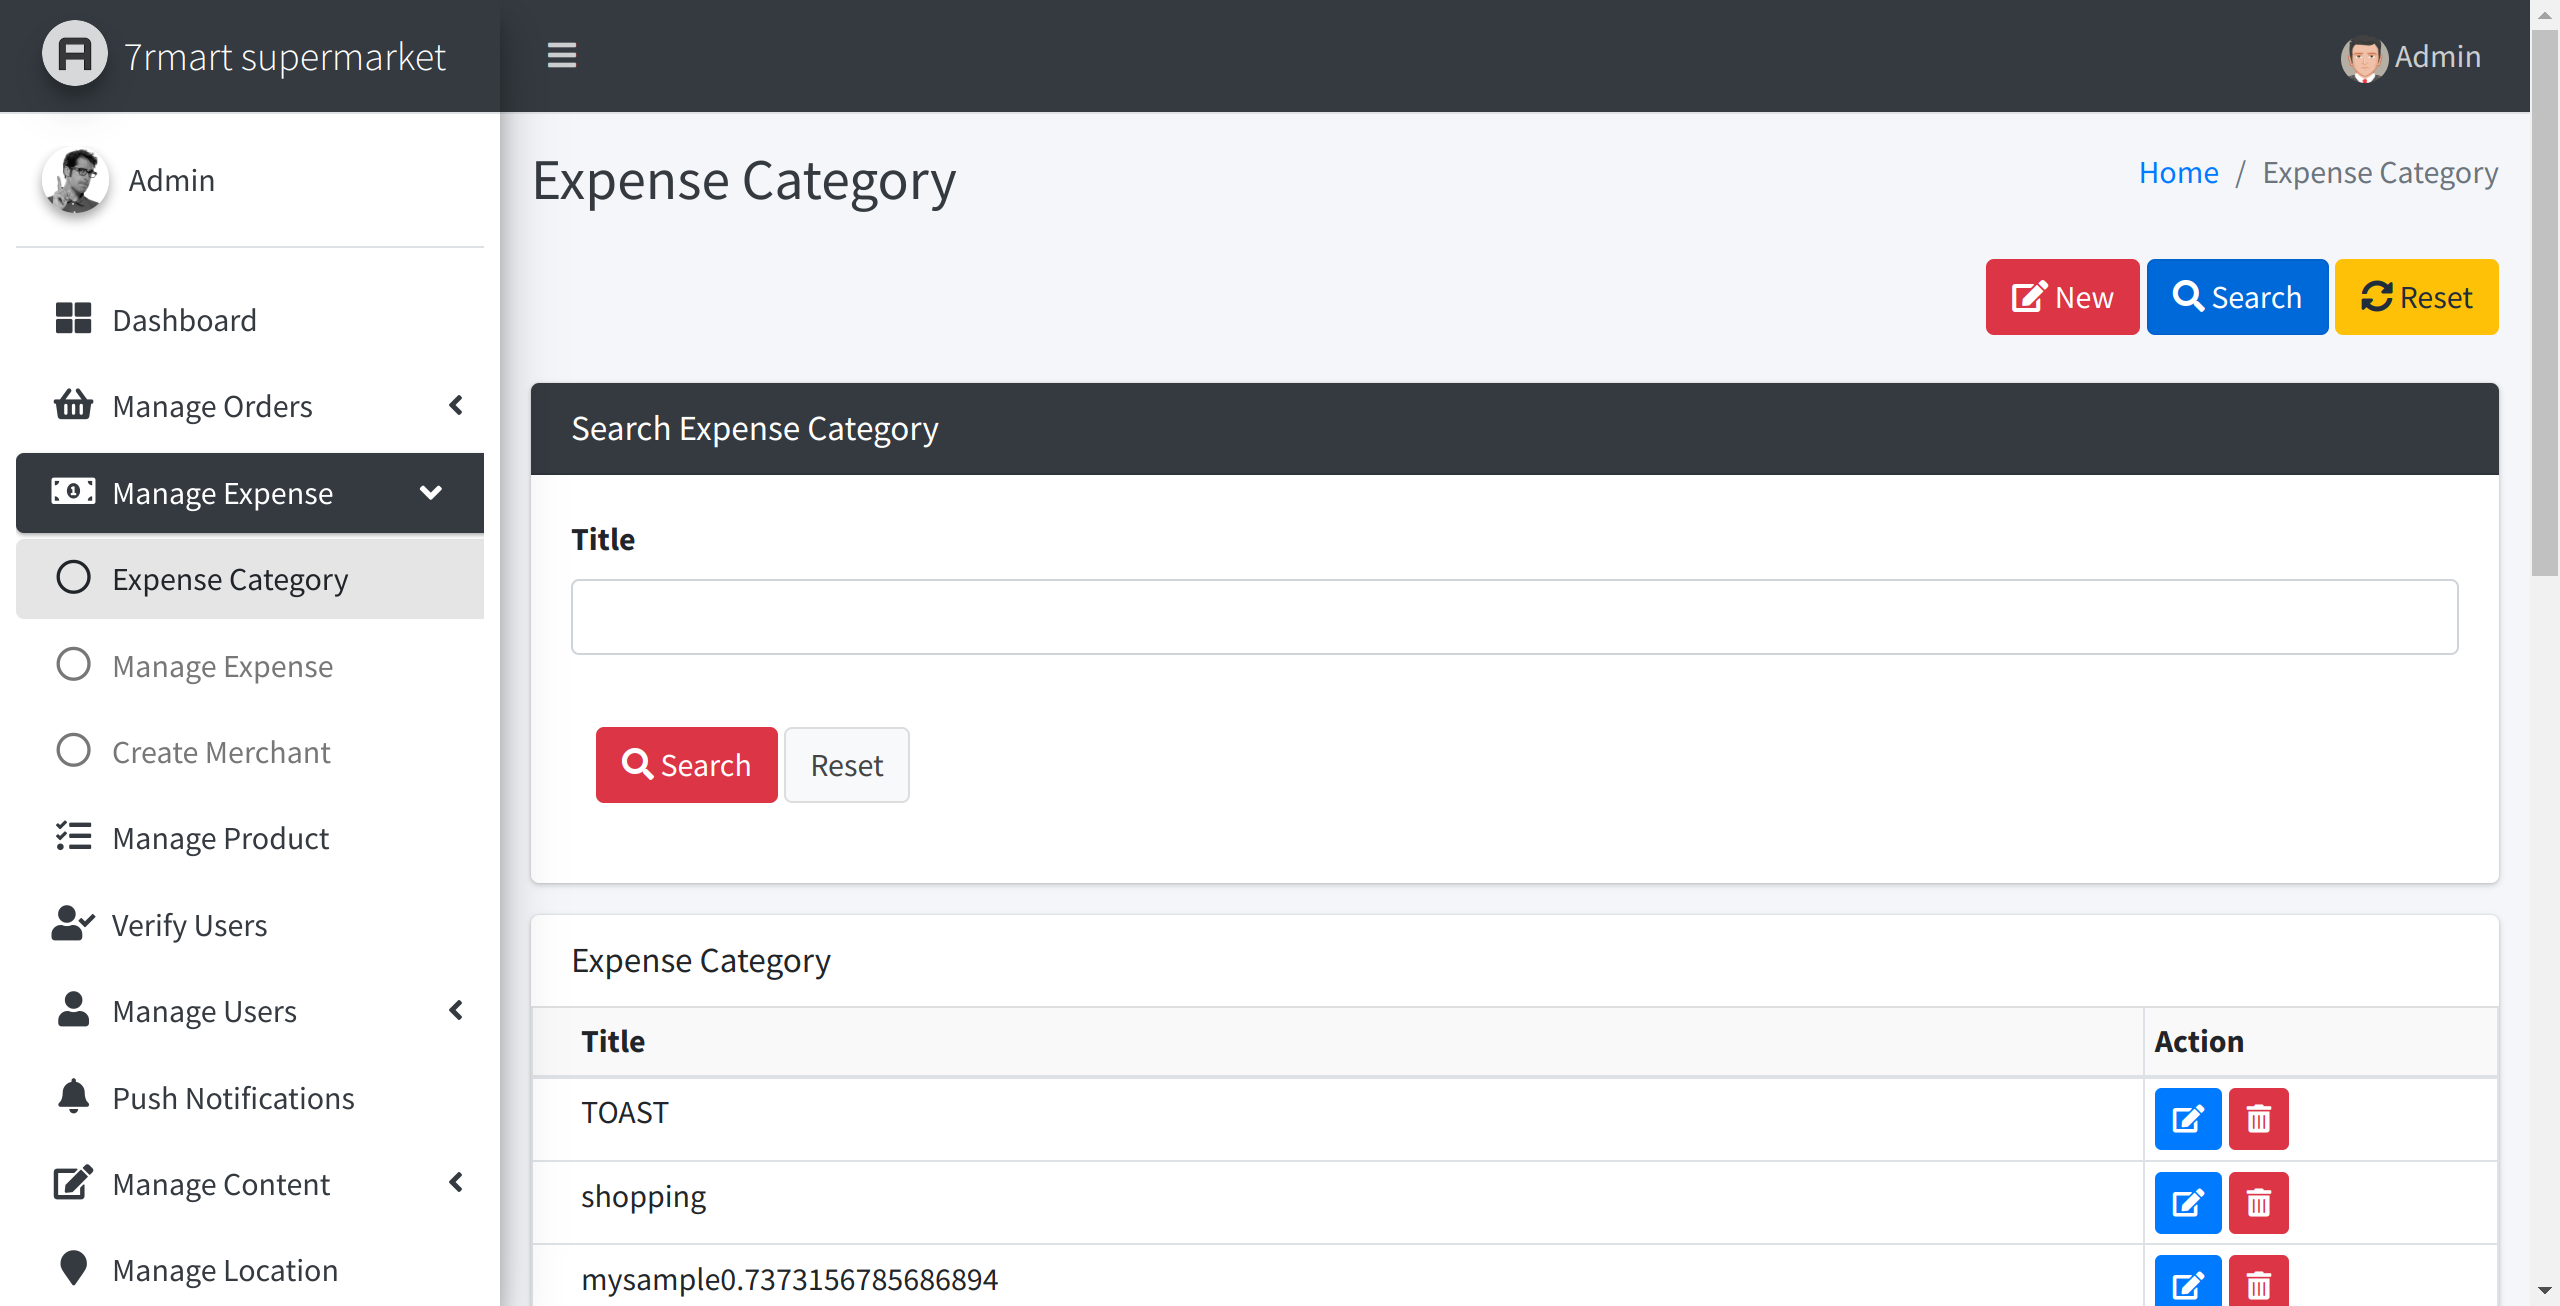 7rmart supermarket
Admin
Admin
Dashboard
Manage Orders
Manage Expense
Expense Category
Manage Expense
Create Merchant
Manage Product
Verify Users
Manage Users
Push Notifications
Manage Content
Manage Location
Expense Category
Home / Expense Category
New
Search
Reset
Search Expense Category
Title
Search
Reset
Expense Category
Title
Action
TOAST
shopping
mysample0.7373156785686894